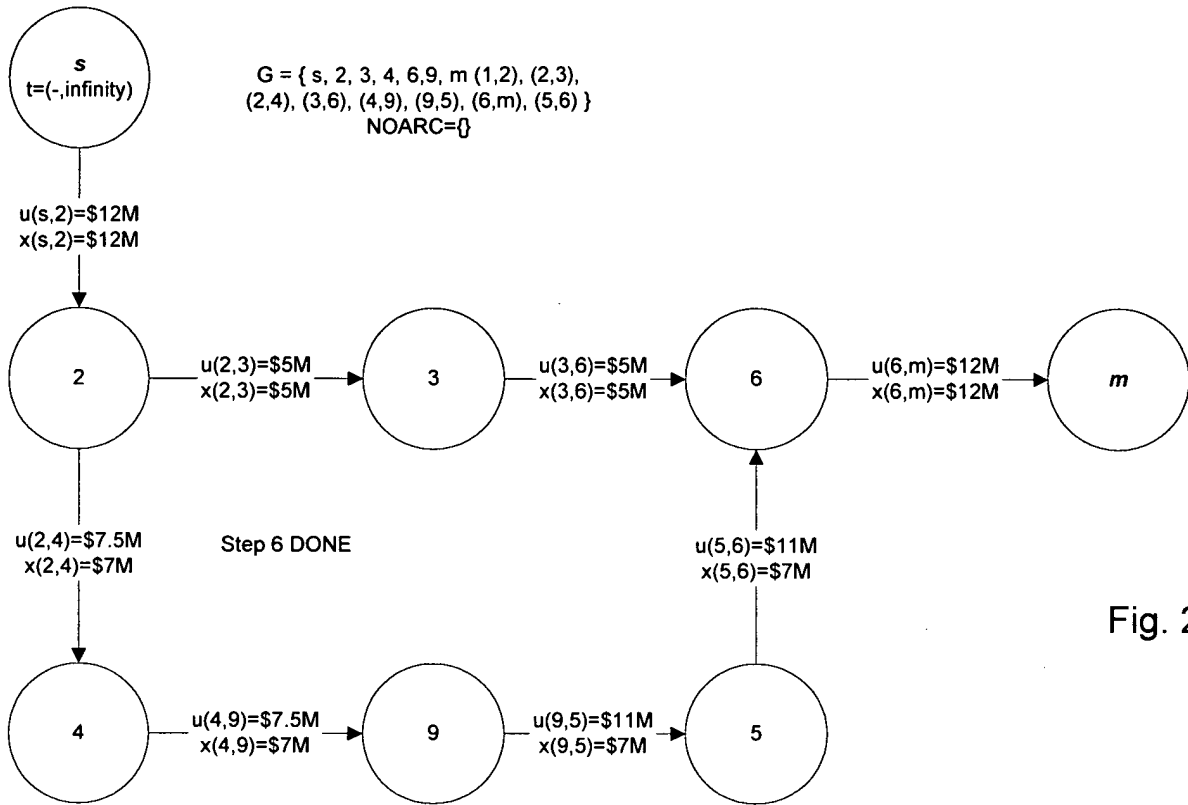 s
t=(-,infinity)
G = { s, 2, 3, 4, 6,9, m (1,2), (2,3),
(2,4), (3,6), (4,9), (9,5), (6,m), (5,6) }
NOARC={}
u(s,2)=$12M
x(s,2)=$12M
2
u(2,3)=$5M
x(2,3)=$5M
3
u(3,6)=$5M
x(3,6)=$5M
6
u(6,m)=$12M
x(6,m)=$12M
m
u(2,4)=$7.5M
x(2,4)=$7M
Step 6 DONE
u(5,6)=$11M
x(5,6)=$7M
Fig.
4
u(4,9)=$7.5M
x(4,9)=$7M
9
u(9,5)=$11M
x(9,5)=$7M
5